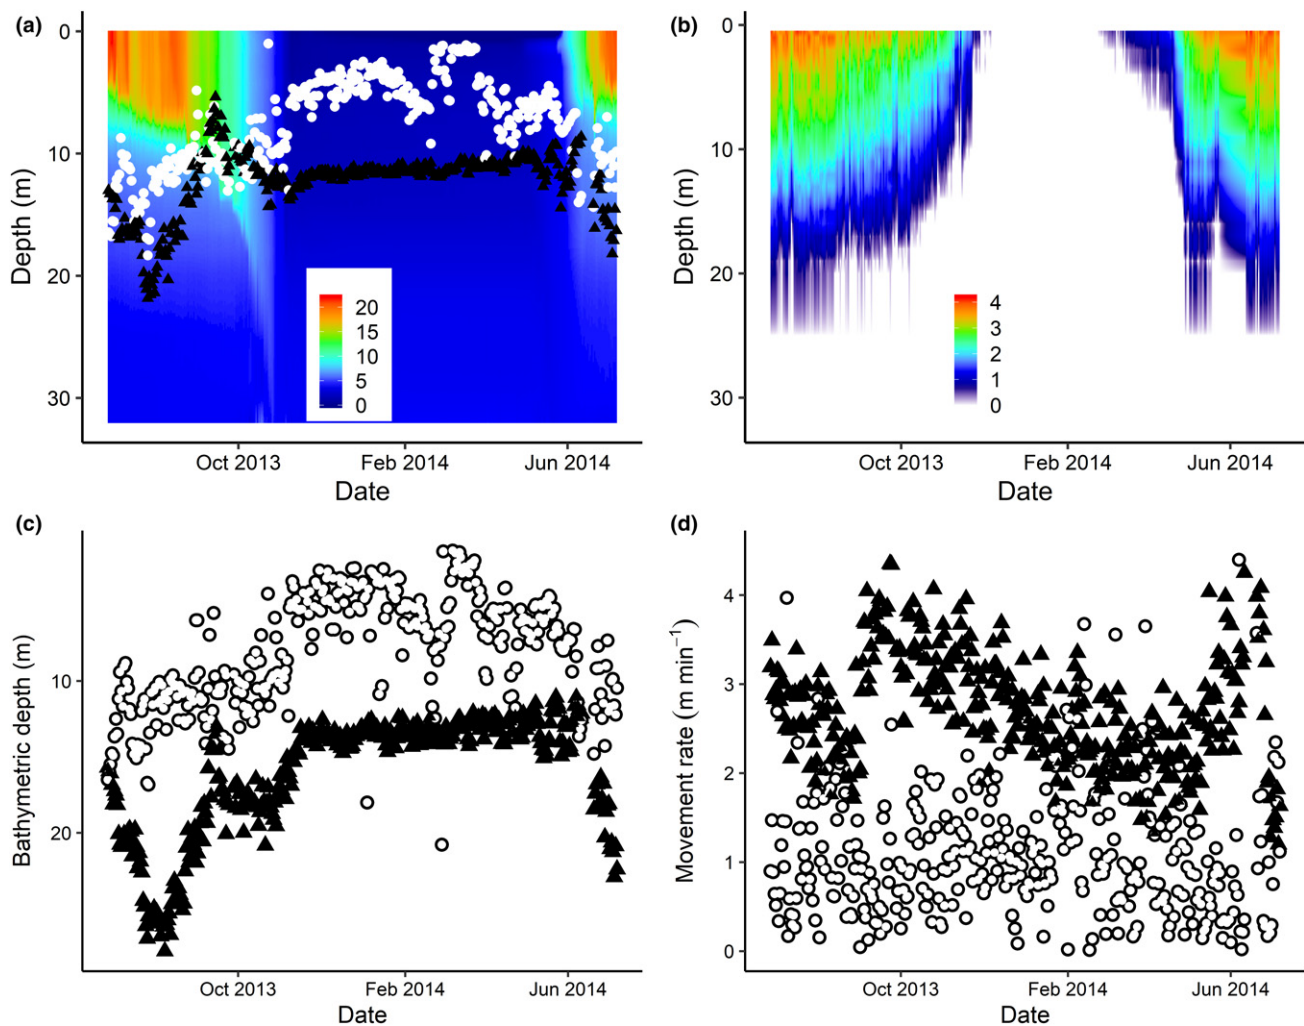 (a)
0
10
20
30
Depth (m)
20
15
10
5
0
Oct 2013 Feb 2014 Jun 2014
Date
(b)
0
10
20
30
Depth (m)
4
3
2
1
0
Oct 2013 Feb 2014 Jun 2014
Date
(c)
10
20
Bathymetric depth (m)
Oct 2013 Feb 2014 Jun 2014
Date
(d)
4
3
2
1
0
Movement rate (m min⁻¹)
Oct 2013 Feb 2014 Jun 2014
Date